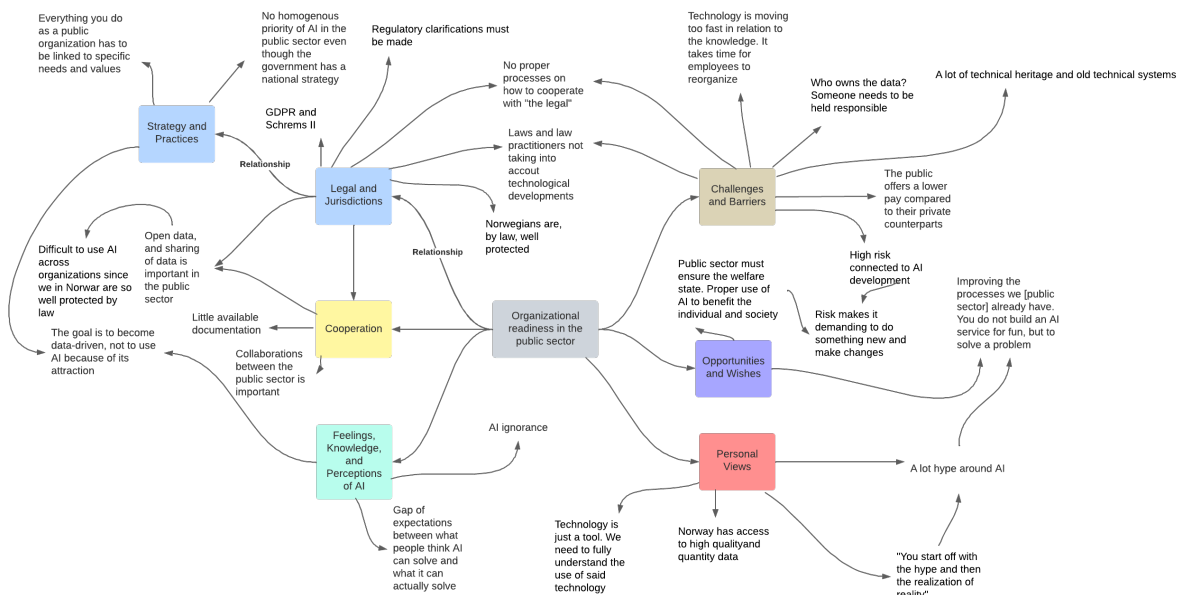 Everything you do
as a public
organization has to
be linked to specific
needs and values
No homogenous
priority of AI in the
public sector even
though the
government has a
national strategy
Regulatory clarifications must
be made
No proper
processes on
how to cooperate
with "the legal"
Technology is moving
too fast in relation to
the knowledge. It
takes time for
employees to
reorganize
Who owns the data?
Someone needs to be
held responsible
A lot of technical heritage and old technical systems
Strategy and
Practices
GDPR and
Schrems II
Relationship
Laws and law
practitioners not
taking into
accout
technological
developments
Legal and
Jurisdictions
Challenges
and Barriers
The public
offers a lower
pay compared
to their private
counterparts
Norwegians are,
by law, well
protected
Relationship
Difficult to use AI
across
organizations since
we in Norwar are so
well protected by
law
Open data,
and sharing
of data is
important in
the public
sector
High risk
connected to AI
development
Public sector must
ensure the welfare
state. Proper use of
AI to benefit the
individual and society
Risk makes it
demanding to do
something new and
make changes
Improving the
processes we [public
sector] already have.
You do not build an AI
service for fun, but to
solve a problem
Little available
documentation
Cooperation
Organizational
readiness in the
public sector
The goal is to become
data-driven, not to use
AI because of its
attraction
Collaborations
between the
public sector is
important
Opportunities
and Wishes
Feelings,
Knowledge,
and
Perceptions
of AI
AI ignorance
Personal
Views
A lot hype around AI
Gap of
expectations
between what
people think AI
can solve and
what it can
actually solve
Technology is
just a tool. We
need to fully
understand the
use of said
technology
Norway has access
to high qualityand
quantity data
"You start off with
the hype and then
the realization of
reality"